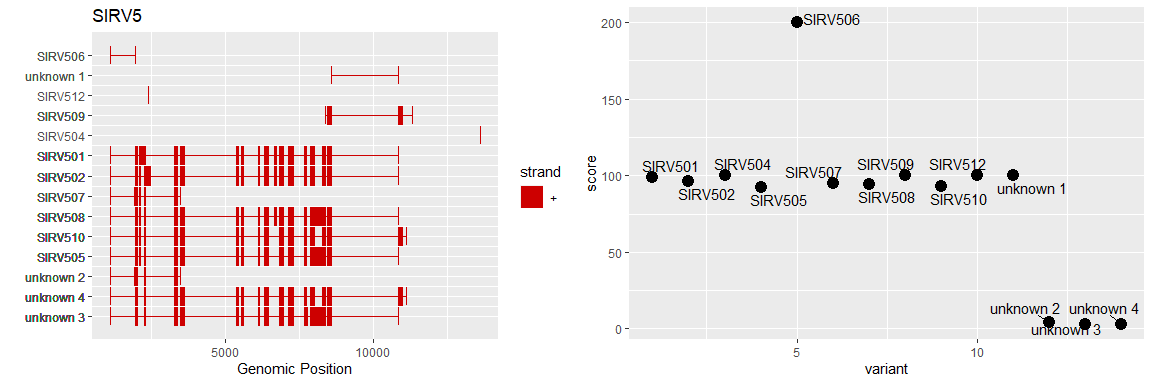 SIRV5
SIRV506
unknown 1
SIRV512
SIRV509
SIRV504
SIRV501
SIRV502
SIRV507
SIRV508
SIRV510
SIRV505
unknown 2
unknown 4
unknown 3
5000 10000
Genomic Position
strand
+
score
200
150
100
50
0
SIRV506
SIRV501
SIRV502
SIRV504
SIRV505
SIRV507
SIRV509
SIRV508
SIRV512
SIRV510
unknown 1
unknown 2
unknown 4
unknown 3
5 10
variant